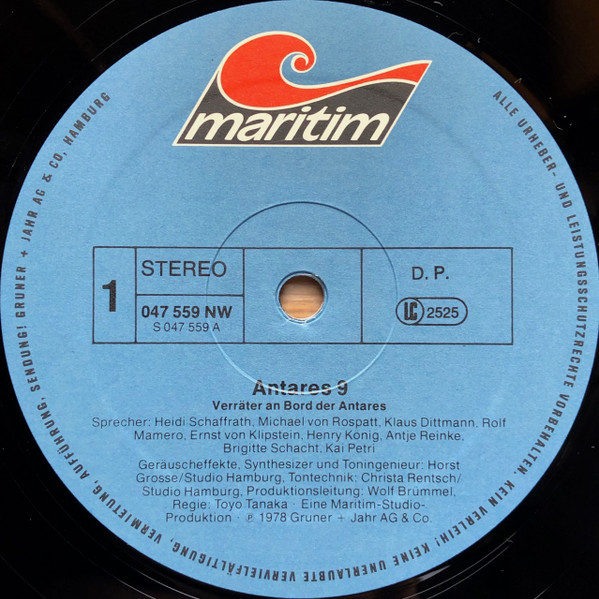 maritim
1
STEREO
047 559 NW
S 047 559 A
D. P.
LC 2525
Antares 9
Verräter an Bord der Antares
Sprecher: Heidi Schaffrath, Michael von Rospatt, Klaus Dittmann, Rolf
Mamero, Ernst von Klipstein, Henry König, Antje Reinke,
Brigitte Schacht, Kai Petri
Geräuscheffekte, Synthesizer und Toningenieur: Horst
Grosse/Studio Hamburg, Tontechnik: Christa Rentsch/
Studio Hamburg, Produktionsleitung: Wolf Brümmel,
Regie: Toyo Tanaka · Eine Maritim-Studio-
Produktion · ℗ 1978 Gruner + Jahr AG & Co.
ALLE URHEBER- UND LEISTUNGSSCHUTZRECHTE VORBEHALTEN. KEIN VERLEIH! KEINE UNERLAUBTE VERVIELFÄLTIGUNG, VERMIETUNG, AUFFÜHRUNG, SENDUNG! GRUNER + JAHR AG & CO, HAMBURG